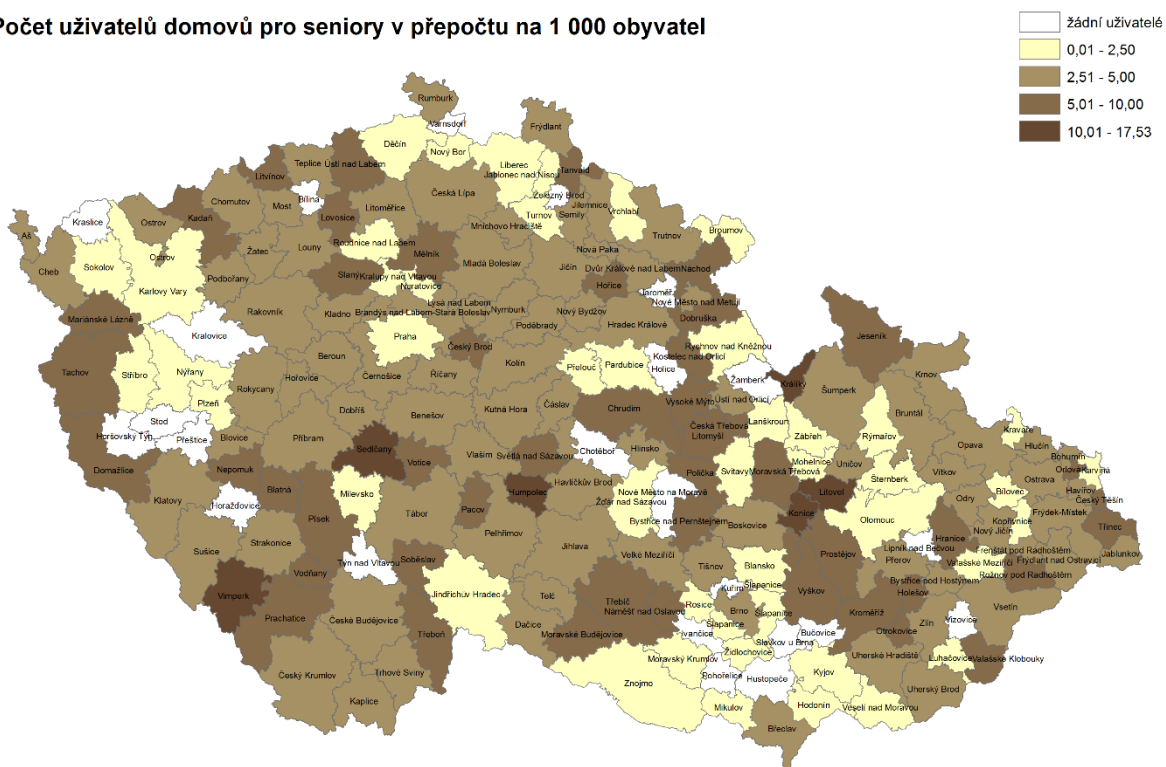 Počet uživatelů domovů pro seniory v přepočtu na 1 000 obyvatel
žádní uživatelé
0,01 - 2,50
2,51 - 5,00
5,01 - 10,00
10,01 - 17,53
Rumburk
Varnsdorf
Frýdlant
Děčín
Nový Bor
Liberec
Jablonec nad Nisou
Tanvald
Teplice
Ústí nad Labem
Litvínov
Železný Brod
Jilemnice
Vrchlabí
Chomutov
Most
Bílina
Česká Lípa
Litoměřice
Lovosice
Turnov
Semily
Kraslice
Ostrov
Kadaň
Mnichovo Hradiště
Trutnov
Broumov
Aš
Cheb
Sokolov
Ostrov
Žatec
Louny
Roudnice nad Labem
Mělník
Nová Paka
Karlovy Vary
Podbořany
Slaný
Kralupy nad Vltavou
Neratovice
Mladá Boleslav
Jičín
Dvůr Králové nad Labem
Náchod
Hořice
Jaroměř
Nové Město nad Metují
Mariánské Lázně
Rakovník
Kladno
Lysá nad Labem
Brandýs nad Labem-Stará Boleslav
Nymburk
Nový Bydžov
Dobruška
Kralovice
Praha
Poděbrady
Hradec Králové
Jeseník
Tachov
Stříbro
Nýřany
Beroun
Český Brod
Kolín
Rychnov nad Kněžnou
Plzeň
Rokycany
Hořovice
Černošice
Říčany
Přelouč
Pardubice
Kostelec nad Orlicí
Holice
Žamberk
Králíky
Šumperk
Krnov
Stod
Horšovský Týn
Přeštice
Blovice
Dobříš
Benešov
Kutná Hora
Čáslav
Chrudim
Vysoké Mýto
Ústí nad Orlicí
Lanškroun
Bruntál
Příbram
Česká Třebová
Litomyšl
Zábřeh
Rýmařov
Kravaře
Domažlice
Nepomuk
Sedlčany
Votice
Vlašim
Světlá nad Sázavou
Chotěboř
Hlinsko
Svitavy
Moravská Třebová
Mohelnice
Uničov
Opava
Hlučín
Bohumín
Klatovy
Blatná
Milevsko
Humpolec
Havlíčkův Brod
Polička
Šternberk
Vítkov
Ostrava
Orlová
Karviná
Havířov
Český Těšín
Horažďovice
Písek
Tábor
Pacov
Nové Město na Moravě
Žďár nad Sázavou
Bystřice nad Pernštejnem
Litovel
Konice
Olomouc
Odry
Bílovec
Kopřivnice
Frýdek-Místek
Třinec
Sušice
Strakonice
Pelhřimov
Jihlava
Boskovice
Lipník nad Bečvou
Hranice
Nový Jičín
Týn nad Vltavou
Soběslav
Velké Meziříčí
Tišnov
Blansko
Prostějov
Přerov
Frenštát pod Radhoštěm
Valašské Meziříčí
Frýdlant nad Ostravicí
Jablunkov
Vimperk
Vodňany
Jindřichův Hradec
Telč
Kuřim
Šlapanice
Vyškov
Bystřice pod Hostýnem
Rožnov pod Radhoštěm
Prachatice
České Budějovice
Třeboň
Dačice
Třebíč
Náměšť nad Oslavou
Rosice
Brno
Šlapanice
Šlapanice
Holešov
Kroměříž
Vsetín
Moravské Budějovice
Ivančice
Slavkov u Brna
Bučovice
Otrokovice
Zlín
Vizovice
Český Krumlov
Trhové Sviny
Moravský Krumlov
Židlochovice
Uherské Hradiště
Luhačovice
Valašské Klobouky
Kaplice
Znojmo
Pohořelice
Hustopeče
Kyjov
Uherský Brod
Mikulov
Hodonín
Veselí nad Moravou
Břeclav